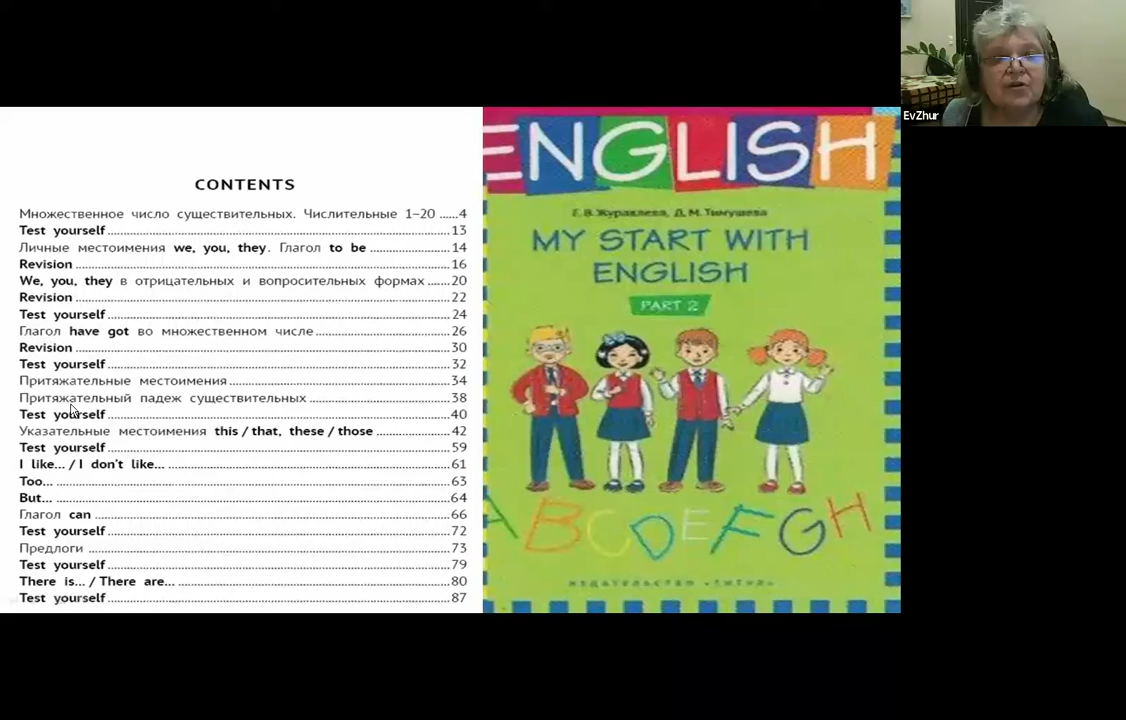 CONTENTS
Множественное число существительных. Числительные 1–20 ......4
Test yourself ........ 13
Личные местоимения we, you, they. Глагол to be ........ 14
Revision ........ 16
We, you, they в отрицательных и вопросительных формах ......20
Revision ........ 22
Test yourself ........ 24
Глагол have got во множественном числе ........ 26
Revision ........ 30
Test yourself ........ 32
Притяжательные местоимения ........ 34
Притяжательный падеж существительных ........ 38
Test yourself ........ 40
Указательные местоимения this / that, these / those ........ 42
Test yourself ........ 59
I like... / I don't like... ........ 61
Too... ........ 63
But... ........ 64
Глагол can ........ 66
Test yourself ........ 72
Предлоги ........ 73
Test yourself ........ 79
There is... / There are... ........ 80
Test yourself ........ 87
ENGLISH
Е. В. Журавлева, Д. М. Тимушева
MY START WITH
ENGLISH
PART 2
ABCDEFGH
ИЗДАТЕЛЬСТВО «ТИТУЛ»
EvZhur